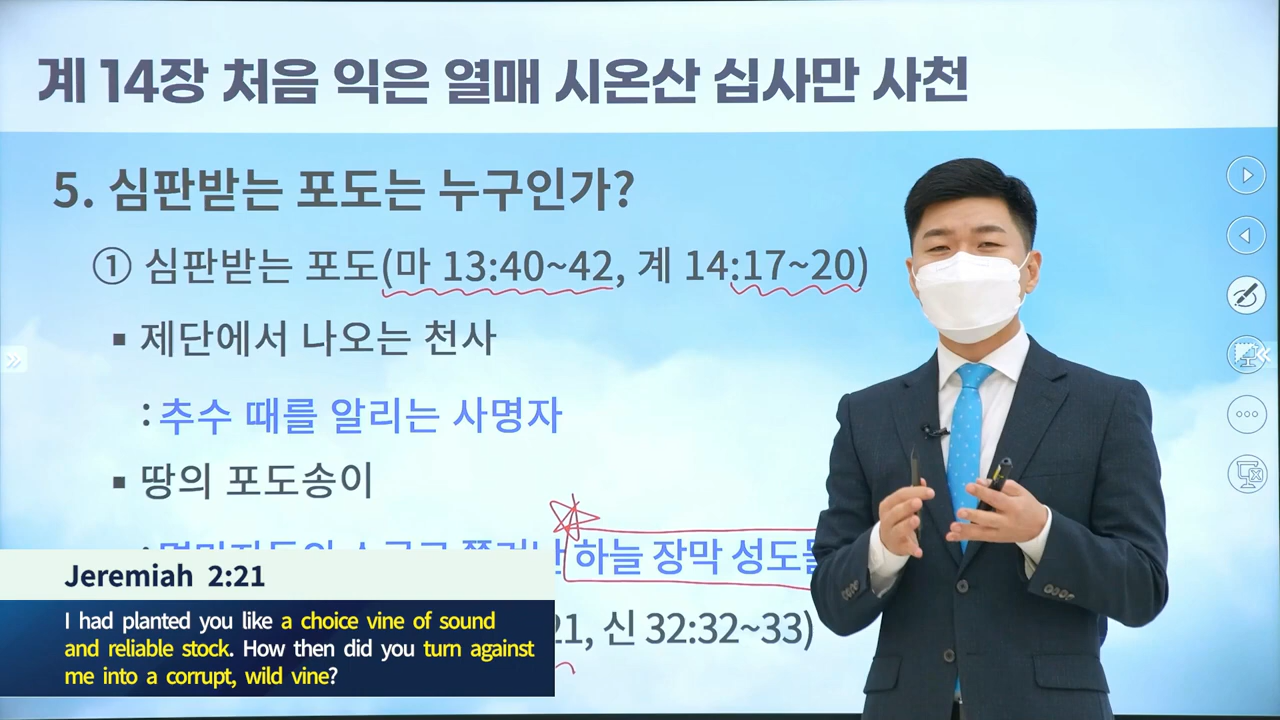 계 14장 처음 익은 열매 시온산 십사만 사천
5. 심판받는 포도는 누구인가?
① 심판받는 포도(마 13:40~42, 계 14:17~20)
▪ 제단에서 나오는 천사
: 추수 때를 알리는 사명자
▪ 땅의 포도송이
하늘 장막 성도
21, 신 32:32~33)
Jeremiah 2:21
I had planted you like a choice vine of sound
and reliable stock. How then did you turn against
me into a corrupt, wild vine?